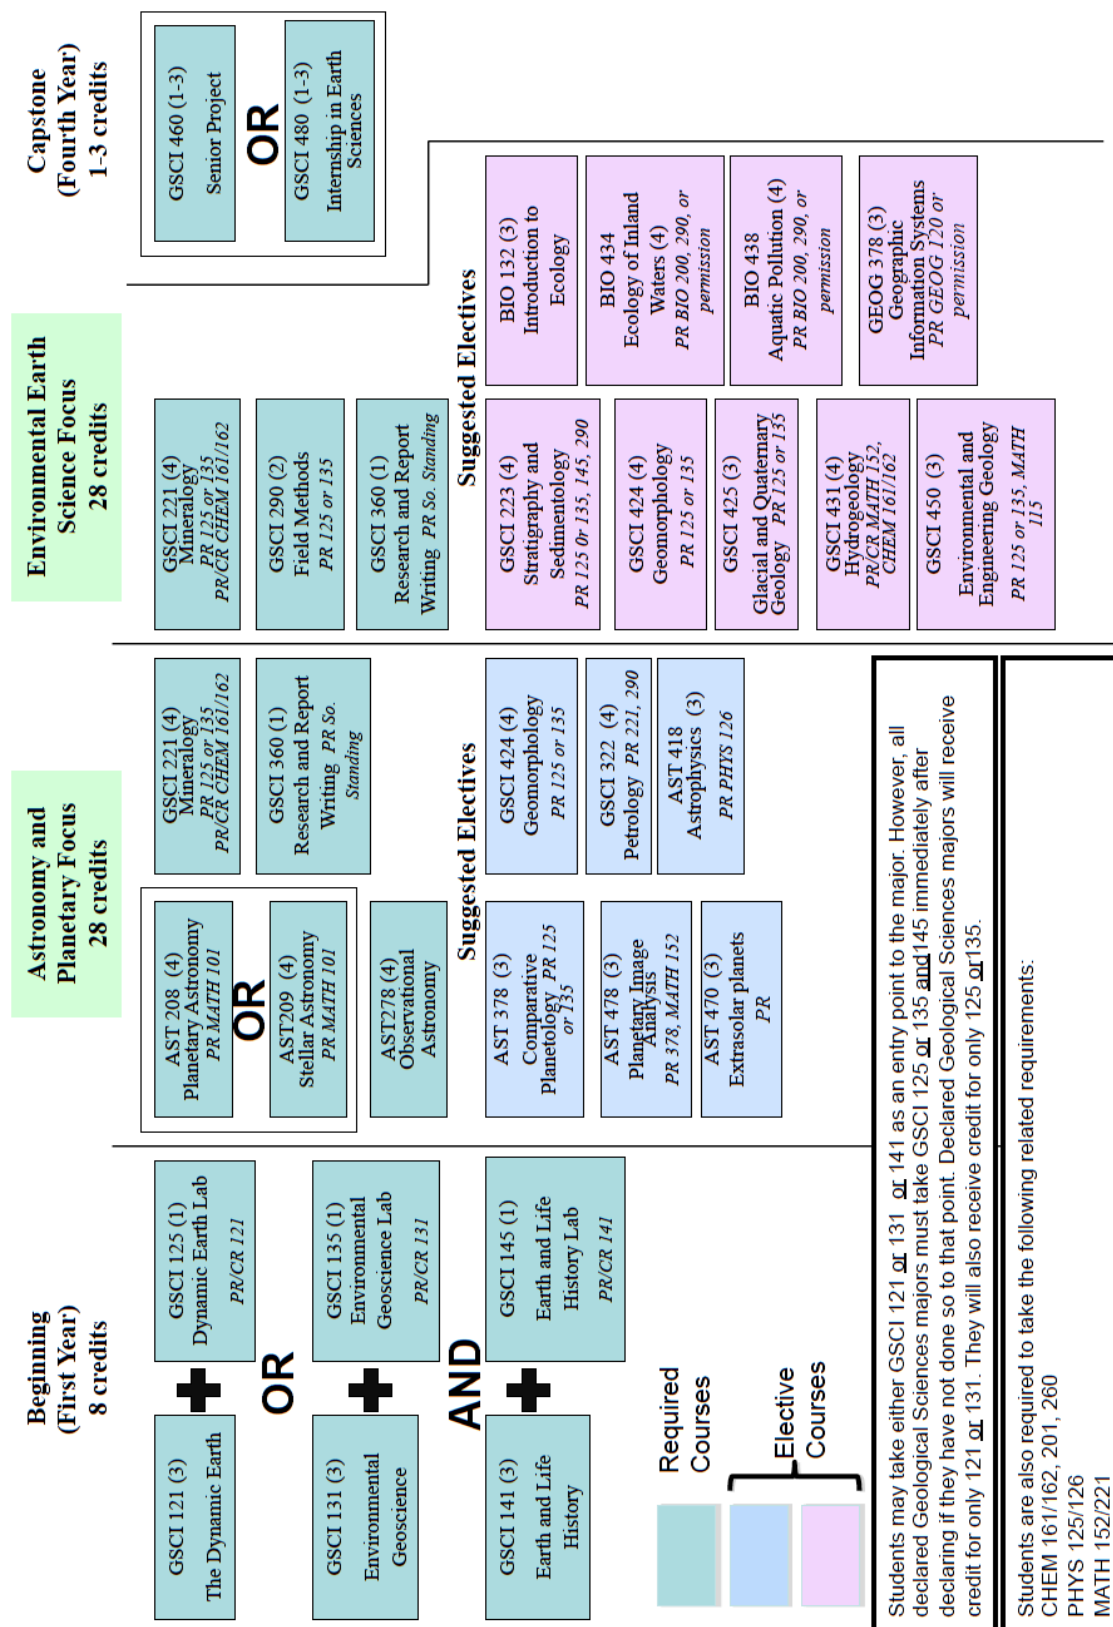 Beginning
(First Year)
8 credits
GSCI 121 (3)
The Dynamic Earth
GSCI 125 (1)
Dynamic Earth Lab
PR/CR 121
OR
GSCI 131 (3)
Environmental
Geoscience
GSCI 135 (1)
Environmental
Geoscience Lab
PR/CR 131
AND
GSCI 141 (3)
Earth and Life
History
GSCI 145 (1)
Earth and Life
History Lab
PR/CR 141
Required
Courses
Elective
Courses
Astronomy and
Planetary Focus
28 credits
AST 208 (4)
Planetary Astronomy
PR MATH 101
OR
AST209 (4)
Stellar Astronomy
PR MATH 101
AST278 (4)
Observational
Astronomy
GSCI 221 (4)
Mineralogy
PR 125 or 135
PR/CR CHEM 161/162
GSCI 360 (1)
Research and Report
Writing PR So.
Standing
Suggested Electives
AST 378 (3)
Comparative
Planetology PR 125
or 135
AST 478 (3)
Planetary Image
Analysis
PR 378, MATH 152
AST 470 (3)
Extrasolar planets
PR
GSCI 424 (4)
Geomorphology
PR 125 or 135
GSCI 322 (4)
Petrology PR 221, 290
AST 418
Astrophysics (3)
PR PHYS 126
Environmental Earth
Science Focus
28 credits
GSCI 221 (4)
Mineralogy
PR 125 or 135
PR/CR CHEM 161/162
GSCI 290 (2)
Field Methods
PR 125 or 135
GSCI 360 (1)
Research and Report
Writing PR So. Standing
Suggested Electives
GSCI 223 (4)
Stratigraphy and
Sedimentology
PR 125 0r 135, 145, 290
GSCI 424 (4)
Geomorphology
PR 125 or 135
GSCI 425 (3)
Glacial and Quaternary
Geology PR 125 or 135
GSCI 431 (4)
Hydrogeology
PR/CR MATH 152,
CHEM 161/162
GSCI 450 (3)
Environmental and
Engineering Geology
PR 125 or 135, MATH
115
BIO 132 (3)
Introduction to
Ecology
BIO 434
Ecology of Inland
Waters (4)
PR BIO 200, 290, or
permission
BIO 438
Aquatic Pollution (4)
PR BIO 200, 290, or
permission
GEOG 378 (3)
Geographic
Information Systems
PR GEOG 120 or
permission
Capstone
(Fourth Year)
1-3 credits
GSCI 460 (1-3)
Senior Project
OR
GSCI 480 (1-3)
Internship in Earth
Sciences
Students may take either GSCI 121 or 131 or 141 as an entry point to the major. However, all
declared Geological Sciences majors must take GSCI 125 or 135 and145 immediately after
declaring if they have not done so to that point. Declared Geological Sciences majors will receive
credit for only 121 or 131. They will also receive credit for only 125 or135.
Students are also required to take the following related requirements:
CHEM 161/162, 201, 260
PHYS 125/126
MATH 152/221